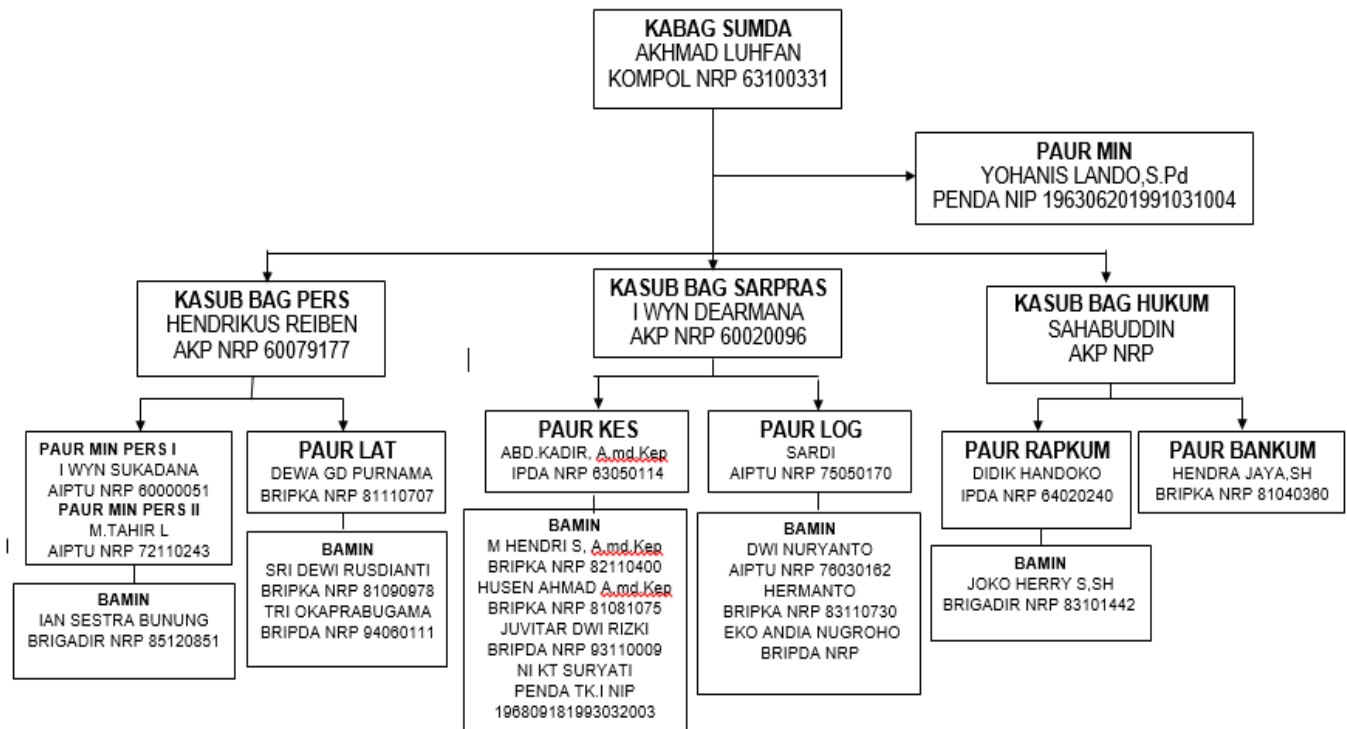 KABAG SUMDA
AKHMAD LUHFAN
KOMPOL NRP 63100331
PAUR MIN
YOHANIS LANDO,S.Pd
PENDA NIP 196306201991031004
KASUB BAG PERS
HENDRIKUS REIBEN
AKP NRP 60079177
KASUB BAG SARPRAS
I WYN DEARMANA
AKP NRP 60020096
KASUB BAG HUKUM
SAHABUDDIN
AKP NRP
PAUR MIN PERS I
I WYN SUKADANA
AIPTU NRP 60000051
PAUR MIN PERS II
M.TAHIR L
AIPTU NRP 72110243
PAUR LAT
DEWA GD PURNAMA
BRIPKA NRP 81110707
PAUR KES
ABD.KADIR, A.md.Kep
IPDA NRP 63050114
PAUR LOG
SARDI
AIPTU NRP 75050170
PAUR RAPKUM
DIDIK HANDOKO
IPDA NRP 64020240
PAUR BANKUM
HENDRA JAYA,SH
BRIPKA NRP 81040360
BAMIN
IAN SESTRA BUNUNG
BRIGADIR NRP 85120851
BAMIN
SRI DEWI RUSDIANTI
BRIPKA NRP 81090978
TRI OKAPRABUGAMA
BRIPDA NRP 94060111
BAMIN
M HENDRI S, A.md.Kep
BRIPKA NRP 82110400
HUSEN AHMAD A.md.Kep
BRIPKA NRP 81081075
JUVITAR DWI RIZKI
BRIPDA NRP 93110009
NI KT SURYATI
PENDA TK.I NIP
196809181993032003
BAMIN
DWI NURYANTO
AIPTU NRP 76030162
HERMANTO
BRIPKA NRP 83110730
EKO ANDIA NUGROHO
BRIPDA NRP
BAMIN
JOKO HERRY S,SH
BRIGADIR NRP 83101442